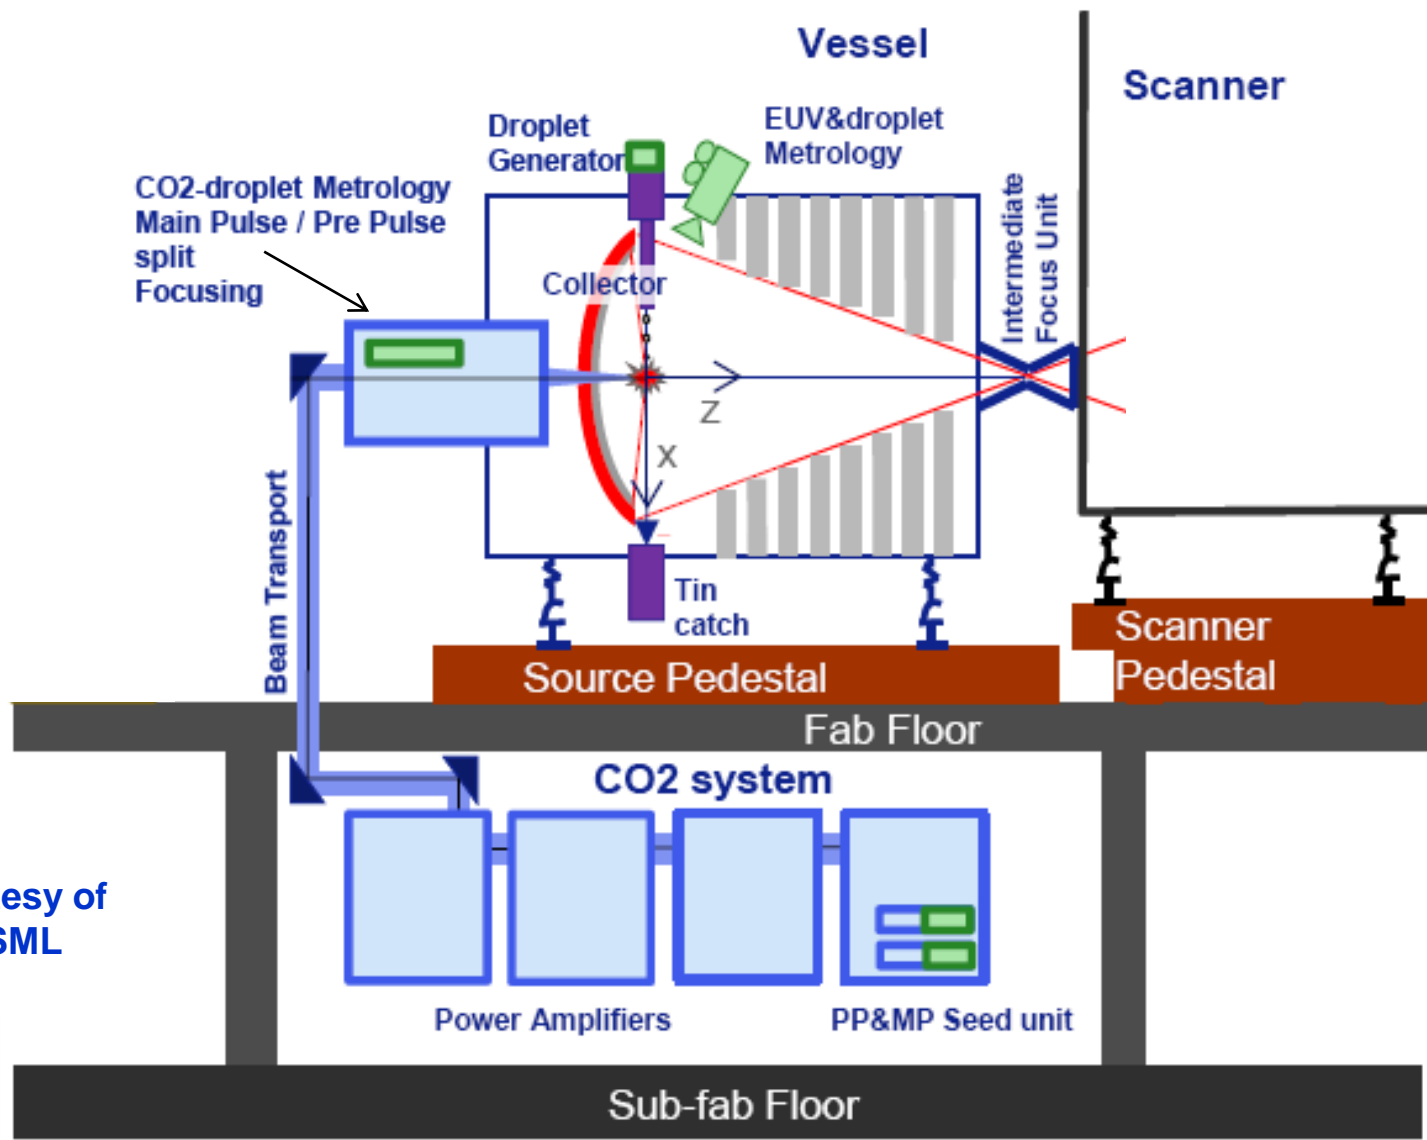 Vessel
Scanner
Droplet
Generator
EUV&droplet
Metrology
CO2-droplet Metrology
Main Pulse / Pre Pulse
split
Focusing
Intermediate
Focus Unit
Collector
Z
X
Beam Transport
Tin
catch
Source Pedestal
Scanner
Pedestal
Fab Floor
CO2 system
esy of
SML
Power Amplifiers
PP&MP Seed unit
Sub-fab Floor